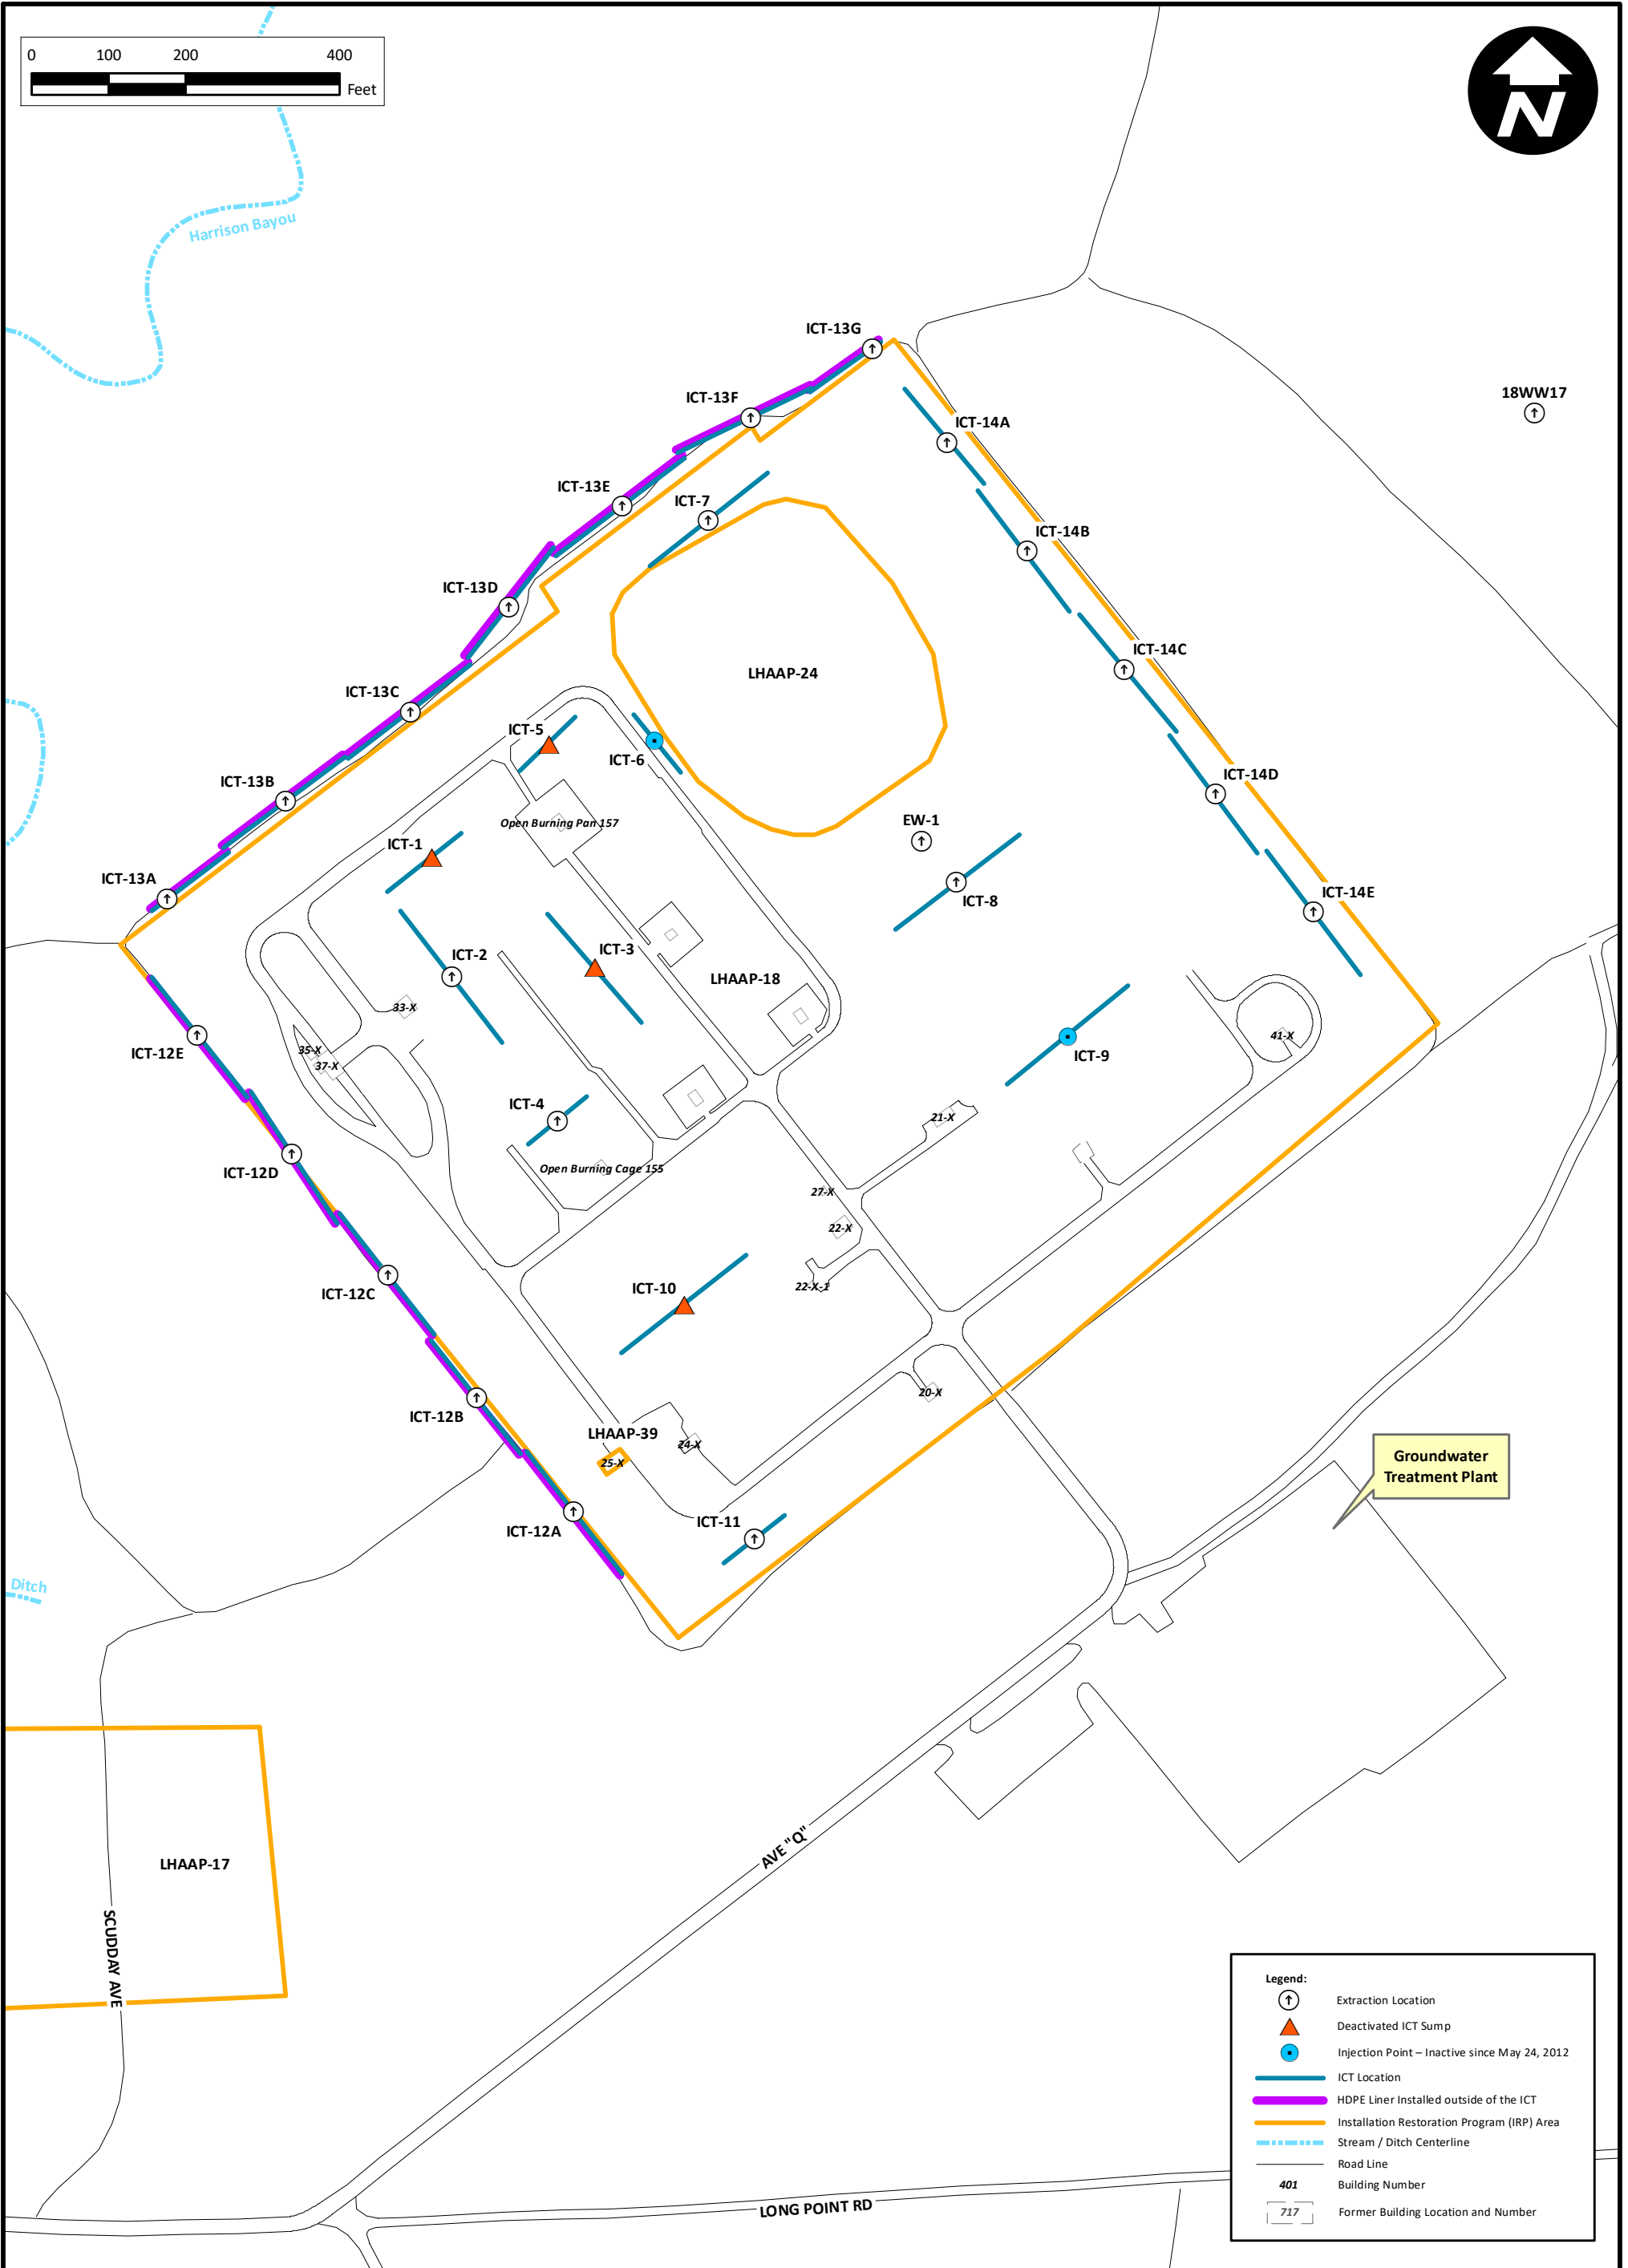 0 100 200 400
Feet
N
Harrison Bayou
ICT-13G
18WW17
ICT-13F
ICT-14A
ICT-13E
ICT-7
ICT-14B
ICT-13D
ICT-14C
LHAAP-24
ICT-13C
ICT-5
ICT-6
ICT-14D
ICT-13B
Open Burning Pan 157
EW-1
ICT-1
ICT-13A
ICT-14E
ICT-8
ICT-3
ICT-2
LHAAP-18
33-X
41-X
35-X
ICT-12E
ICT-9
37-X
ICT-4
21-X
ICT-12D
Open Burning Cage 155
27-X
22-X
22-X-1
ICT-10
ICT-12C
20-X
ICT-12B
LHAAP-39
24-X
25-X
Groundwater
Treatment Plant
ICT-11
ICT-12A
Ditch
AVE "Q"
LHAAP-17
SCUDDAY AVE
LONG POINT RD
Legend:
Extraction Location
Deactivated ICT Sump
Injection Point – Inactive since May 24, 2012
ICT Location
HDPE Liner Installed outside of the ICT
Installation Restoration Program (IRP) Area
Stream / Ditch Centerline
Road Line
401 Building Number
717 Former Building Location and Number